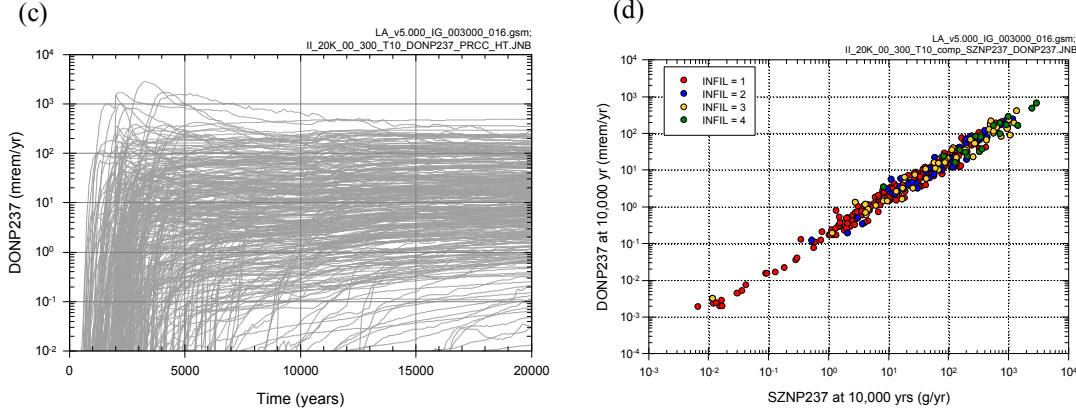 (c)
LA_v5.000_IG_003000_016.gsm;
II_20K_00_300_T10_DONP237_PRCC_HT.JNB
DONP237 (mrem/yr)
10⁴
10³
10²
10¹
10⁰
10⁻¹
10⁻²
0 5000 10000 15000 20000
Time (years)
(d)
LA_v5.000_IG_003000_016.gsm;
II_20K_00_300_T10_comp_SZNP237_DONP237.JNB
DONP237 at 10,000 yr (mrem/yr)
10⁴
10³
10²
10¹
10⁰
10⁻¹
10⁻²
10⁻³
10⁻⁴
INFIL = 1
INFIL = 2
INFIL = 3
INFIL = 4
10⁻³ 10⁻² 10⁻¹ 10⁰ 10¹ 10² 10³ 10⁴
SZNP237 at 10,000 yrs (g/yr)